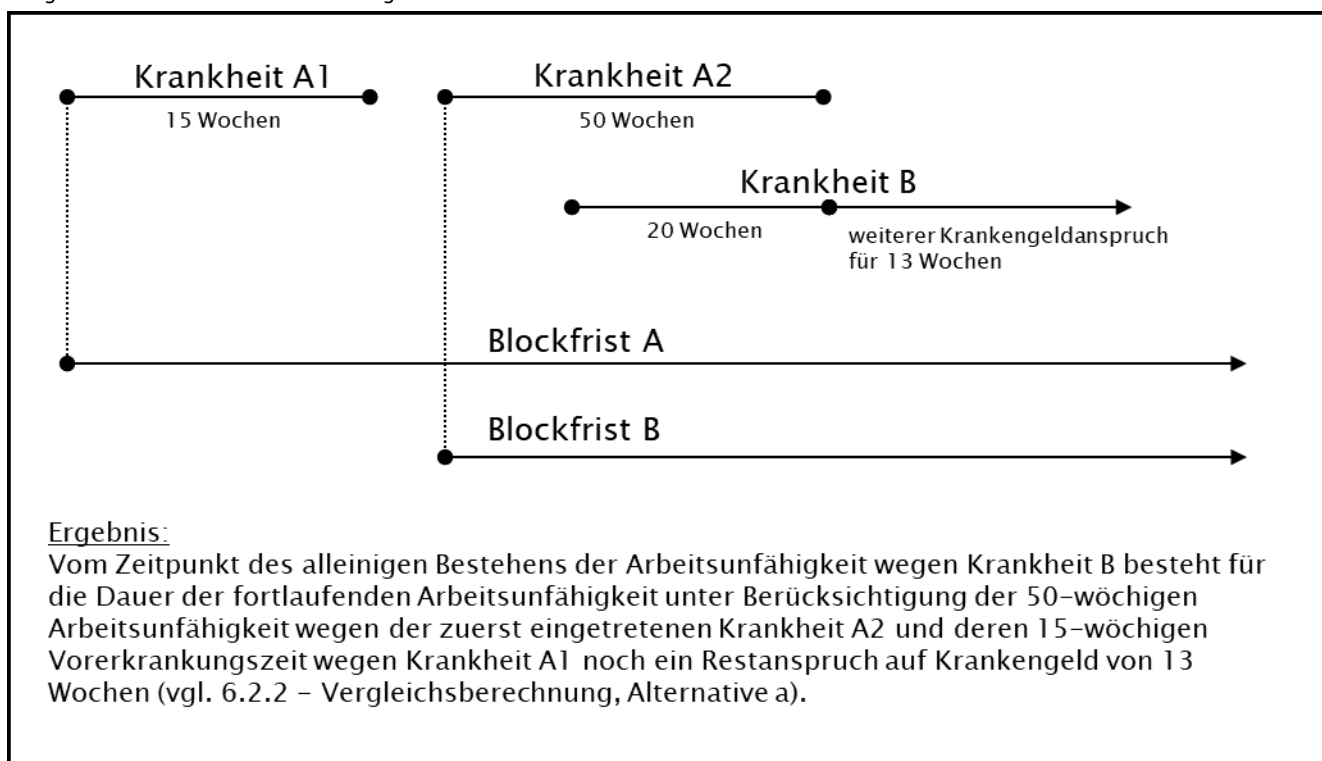 Krankheit A1
Krankheit A2
15 Wochen
50 Wochen
Krankheit B
20 Wochen
weiterer Krankengeldanspruch
für 13 Wochen
Blockfrist A
Blockfrist B
Ergebnis:
Vom Zeitpunkt des alleinigen Bestehens der Arbeitsunfähigkeit wegen Krankheit B besteht für
die Dauer der fortlaufenden Arbeitsunfähigkeit unter Berücksichtigung der 50-wöchigen
Arbeitsunfähigkeit wegen der zuerst eingetretenen Krankheit A2 und deren 15-wöchigen
Vorerkrankungszeit wegen Krankheit A1 noch ein Restanspruch auf Krankengeld von 13
Wochen (vgl. 6.2.2 – Vergleichsberechnung, Alternative a).